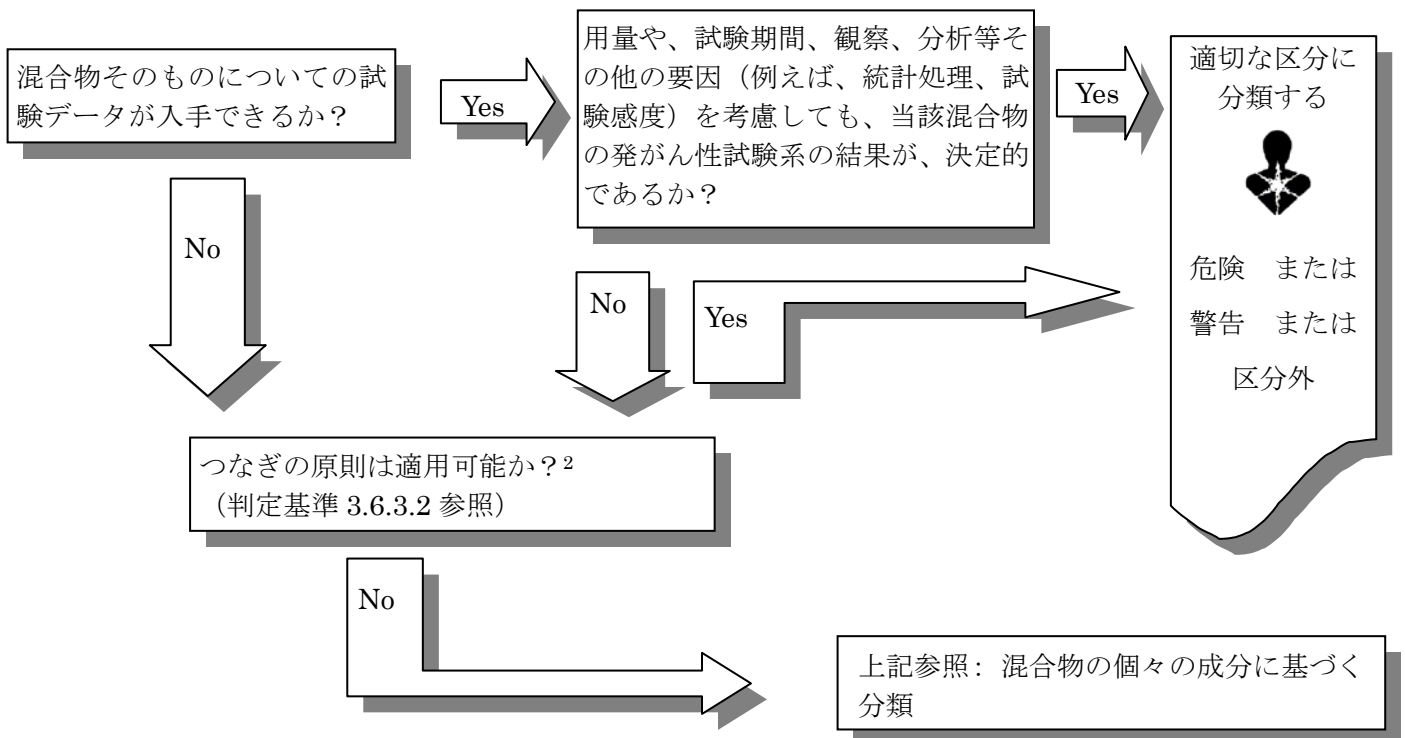 混合物そのものについての試
験データが入手できるか？
Yes
用量や、試験期間、観察、分析等そ
の他の要因（例えば、統計処理、試
験感度）を考慮しても、当該混合物
の発がん性試験系の結果が、決定的
であるか？
Yes
適切な区分に
分類する
危険　または
警告　または
区分外
No
No
Yes
つなぎの原則は適用可能か？²
（判定基準 3.6.3.2 参照）
No
上記参照：混合物の個々の成分に基づく
分類